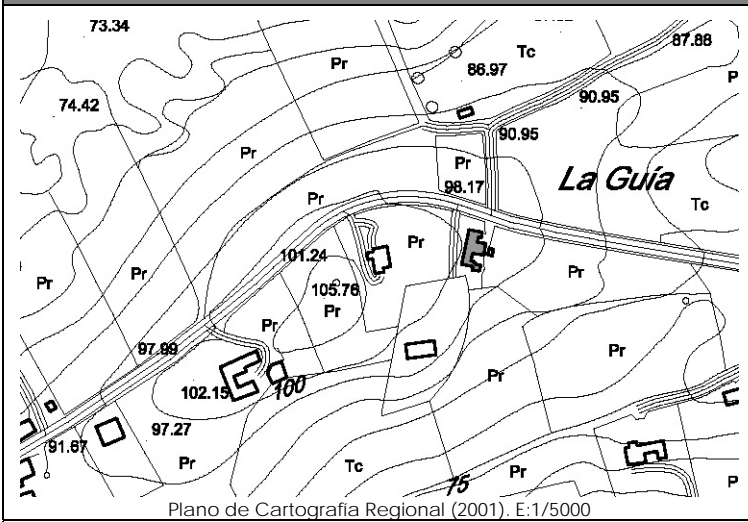 73.34
87.88
Pr
Tc
86.97
P
74.42
90.95
90.95
Pr
Pr
La Guía
98.17
Pr
Tc
Pr
101.24
Pr
Pr
Pr
Pr
105.76
Pr
Pr
97.99
Pr
Pr
102.15
100
97.27
91.67
Pr
Tc
75
Pr
P
Plano de Cartografía Regional (2001). E:1/5000